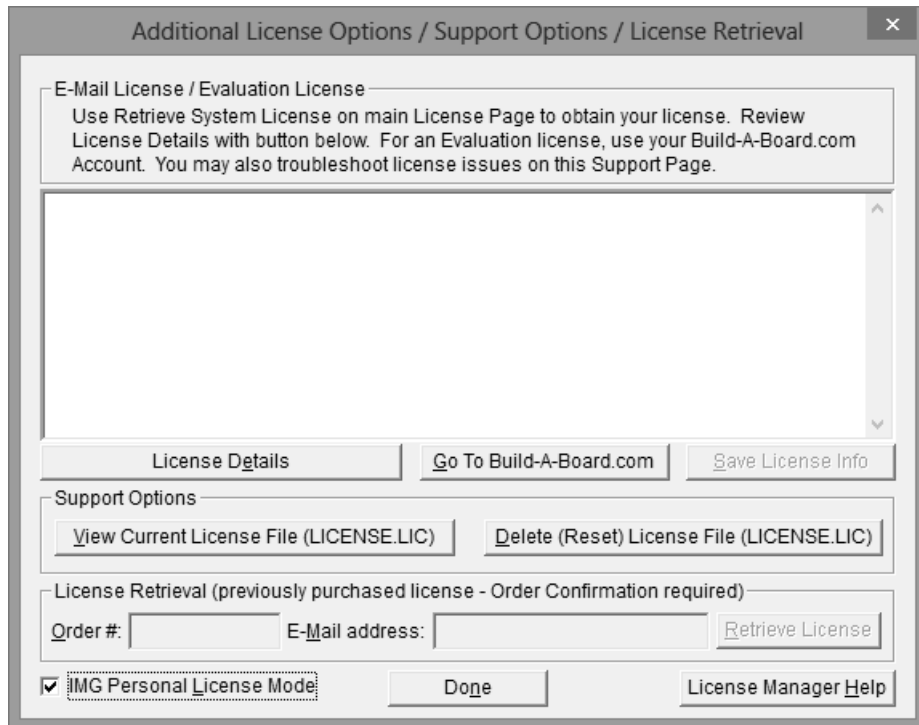 Additional License Options / Support Options / License Retrieval
E-Mail License / Evaluation License
Use Retrieve System License on main License Page to obtain your license. Review
License Details with button below. For an Evaluation license, use your Build-A-Board.com
Account. You may also troubleshoot license issues on this Support Page.
License Details
Go To Build-A-Board.com
Save License Info
Support Options
View Current License File (LICENSE.LIC)
Delete (Reset) License File (LICENSE.LIC)
License Retrieval (previously purchased license - Order Confirmation required)
Order #:
E-Mail address:
Retrieve License
IMG Personal License Mode
Done
License Manager Help